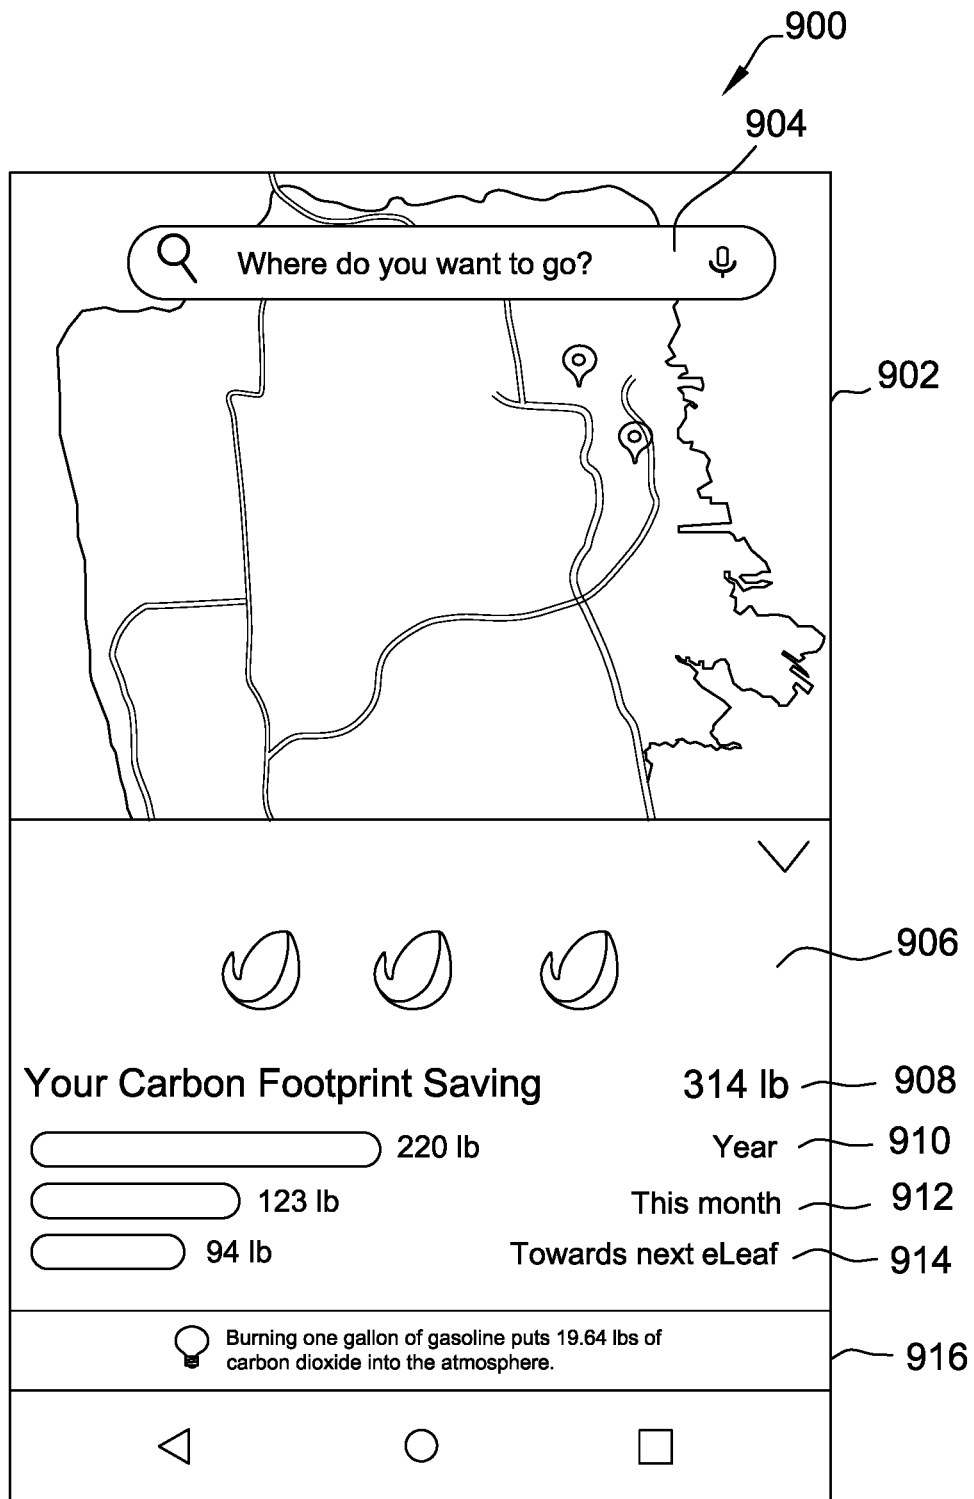 900
904
Where do you want to go?
902
906
Your Carbon Footprint Saving 314 lb 908
220 lb Year 910
123 lb This month 912
94 lb Towards next eLeaf 914
Burning one gallon of gasoline puts 19.64 lbs of
carbon dioxide into the atmosphere.
916